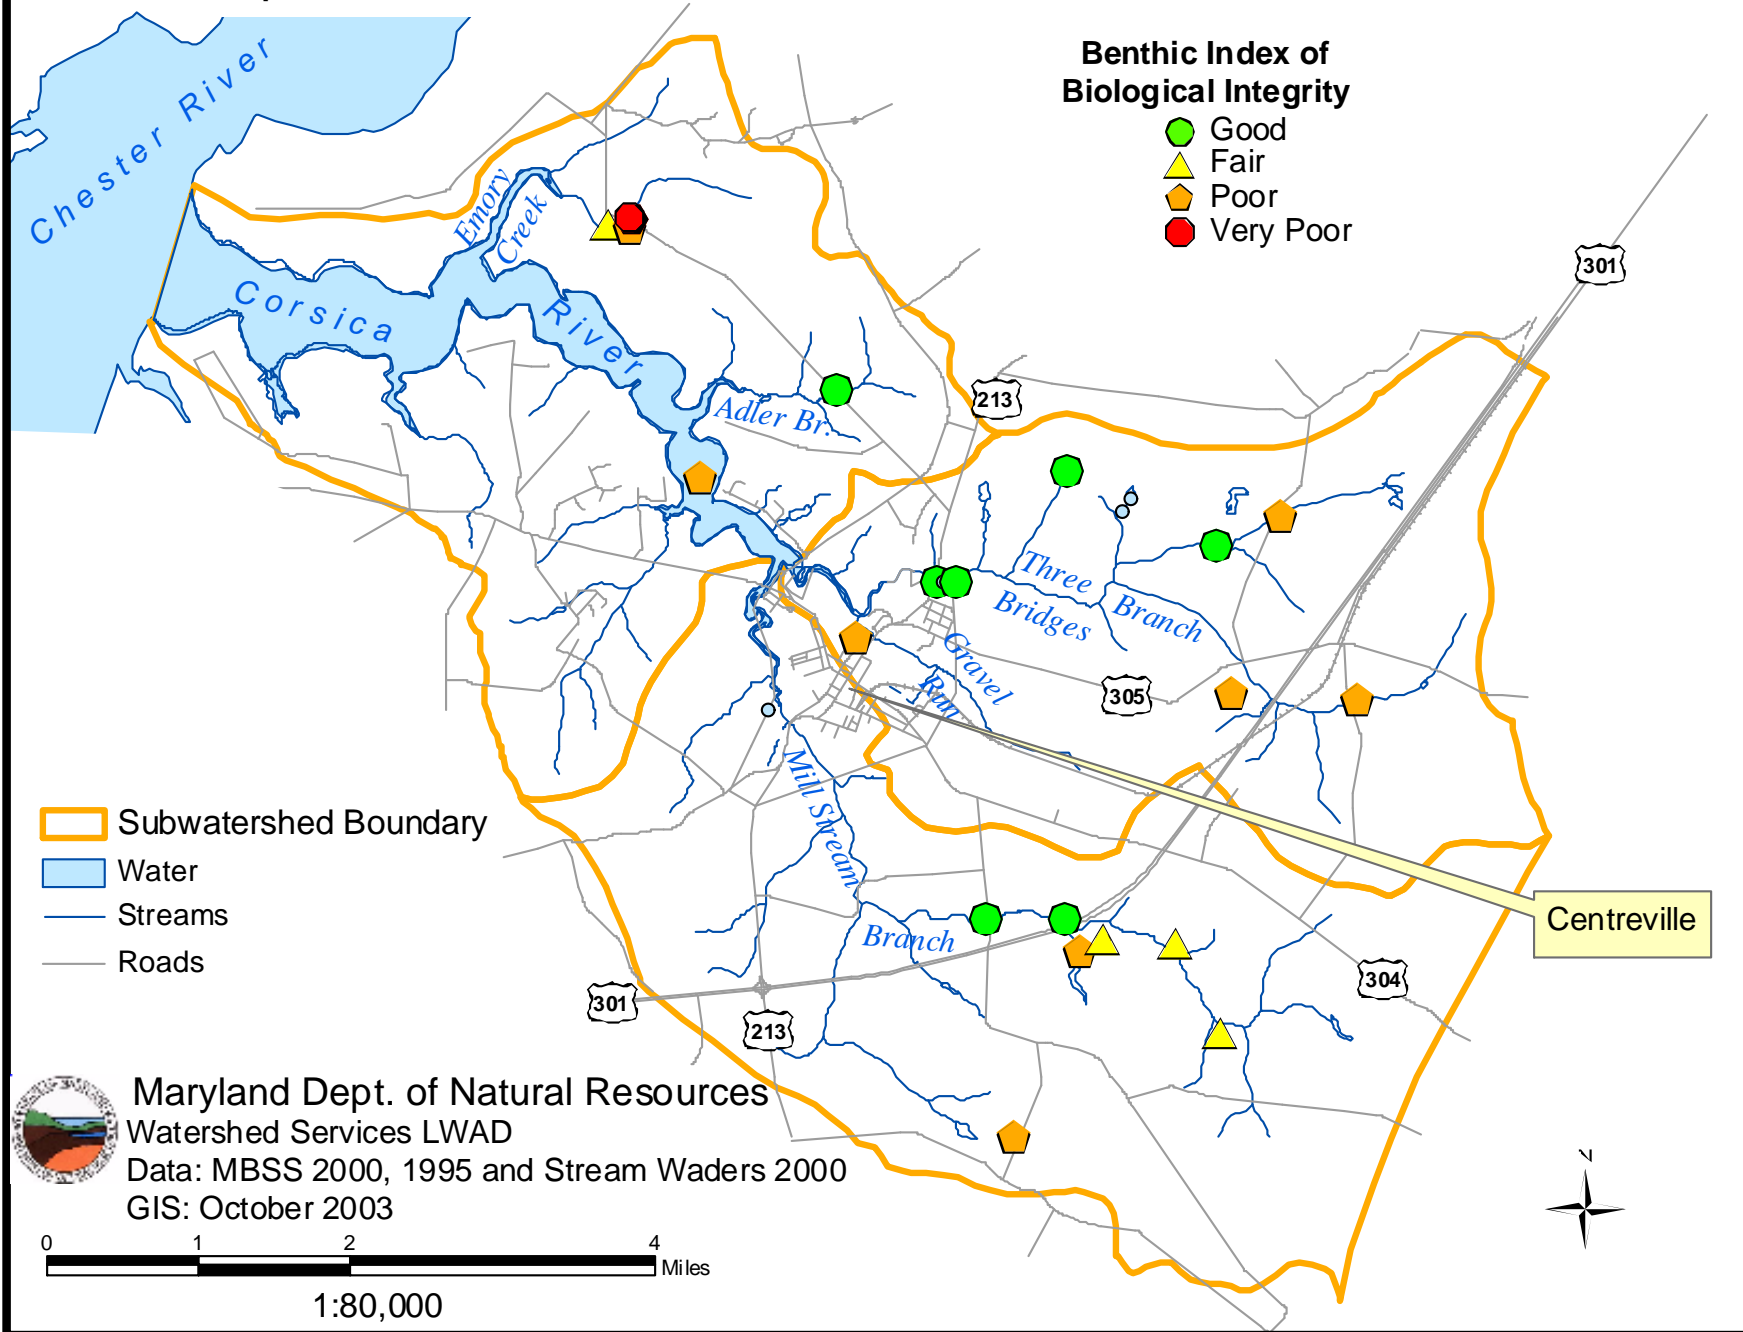 Benthic Index of
Biological Integrity
Good
Fair
Poor
Very Poor
Chester River
Emory
Creek
Corsica
River
Adler Br.
301
213
Three
Bridges
Branch
Gravel
Run
305
Mill Stream
Branch
Centreville
304
301
213
Subwatershed Boundary
Water
Streams
Roads
Maryland Dept. of Natural Resources
Watershed Services LWAD
Data: MBSS 2000, 1995 and Stream Waders 2000
GIS: October 2003
0 1 2 4
Miles
1:80,000
N